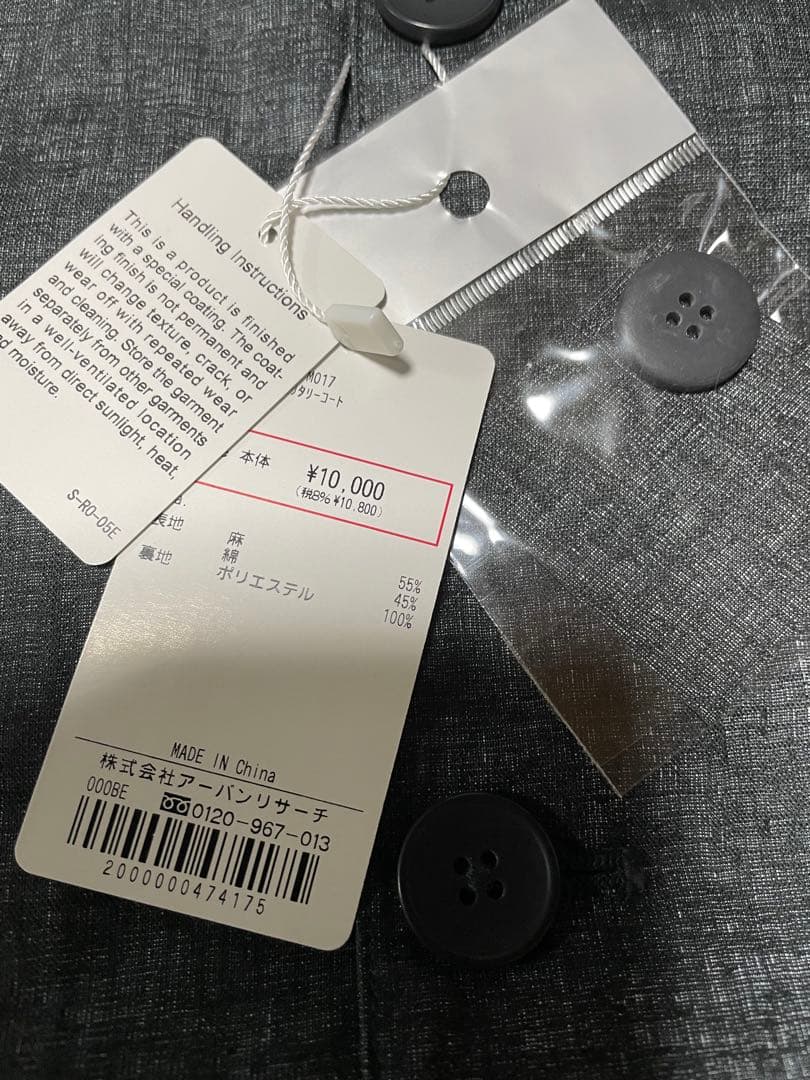 Handling Instructions
This is a product is finished
with a special coating. The coat-
ing finish is not permanent and
will change texture, crack, or
wear off with repeated wear
and cleaning. Store the garment
separately from other garments
in a well-ventilated location
away from direct sunlight, heat,
moisture.
S-RO-05E
M017
タリーコート
本体 ¥10,000
(税8% ¥10,800)
表地 麻 55%
綿 45%
裏地 ポリエステル 100%
MADE IN China
株式会社アーバンリサーチ
000BE 0120-967-013
2000000474175